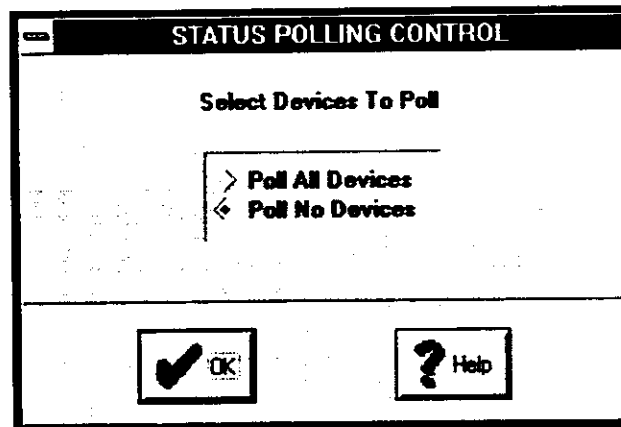 STATUS POLLING CONTROL
Select Devices To Poll
Poll All Devices
Poll No Devices
OK
Help